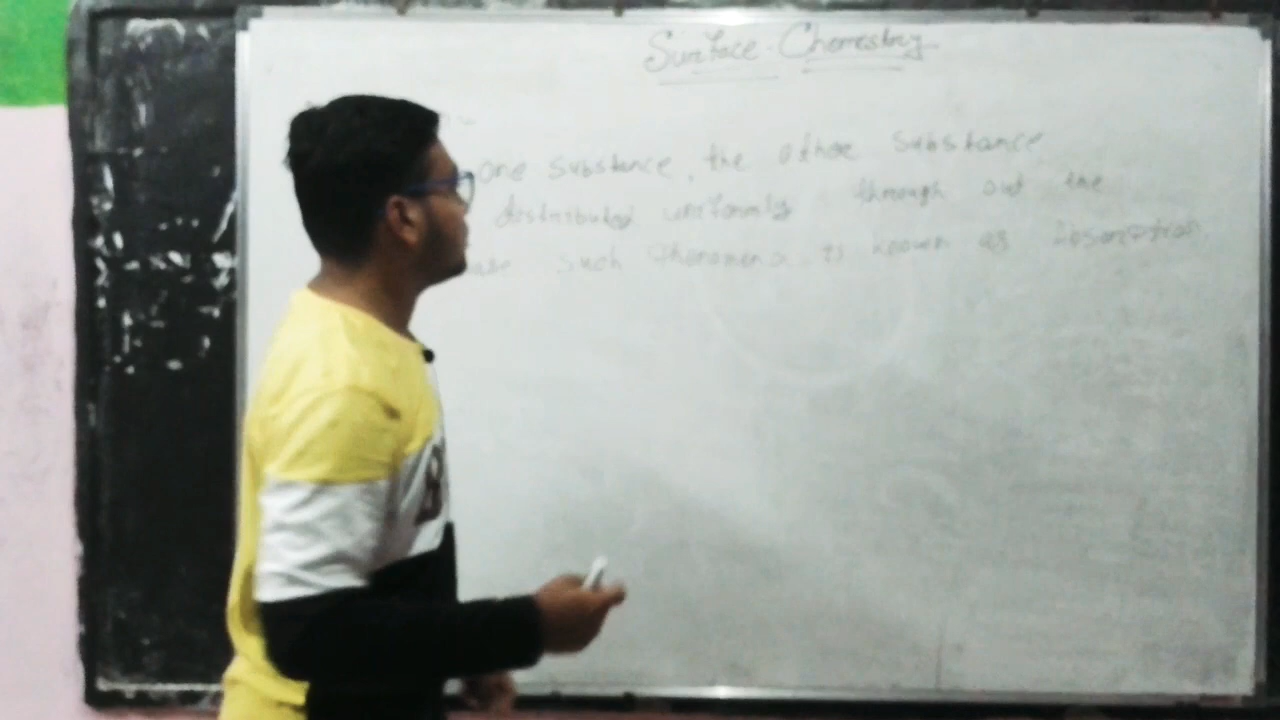 Surface Chemistry
one substance, the other substance
distributed uniformly through out the
such Phenomena is known as Absorption